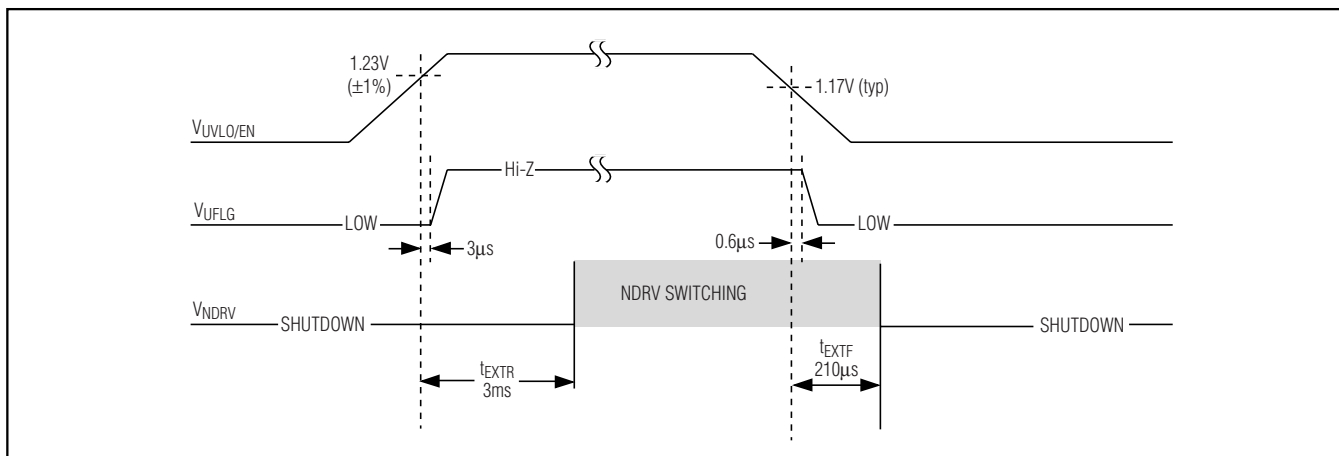 1.23V
(±1%)
1.17V (typ)
VUVLO/EN
Hi-Z
VUFLG
LOW
LOW
3µs
0.6µs
NDRV SWITCHING
VNDRV
SHUTDOWN
SHUTDOWN
tEXTR
3ms
tEXTF
210µs